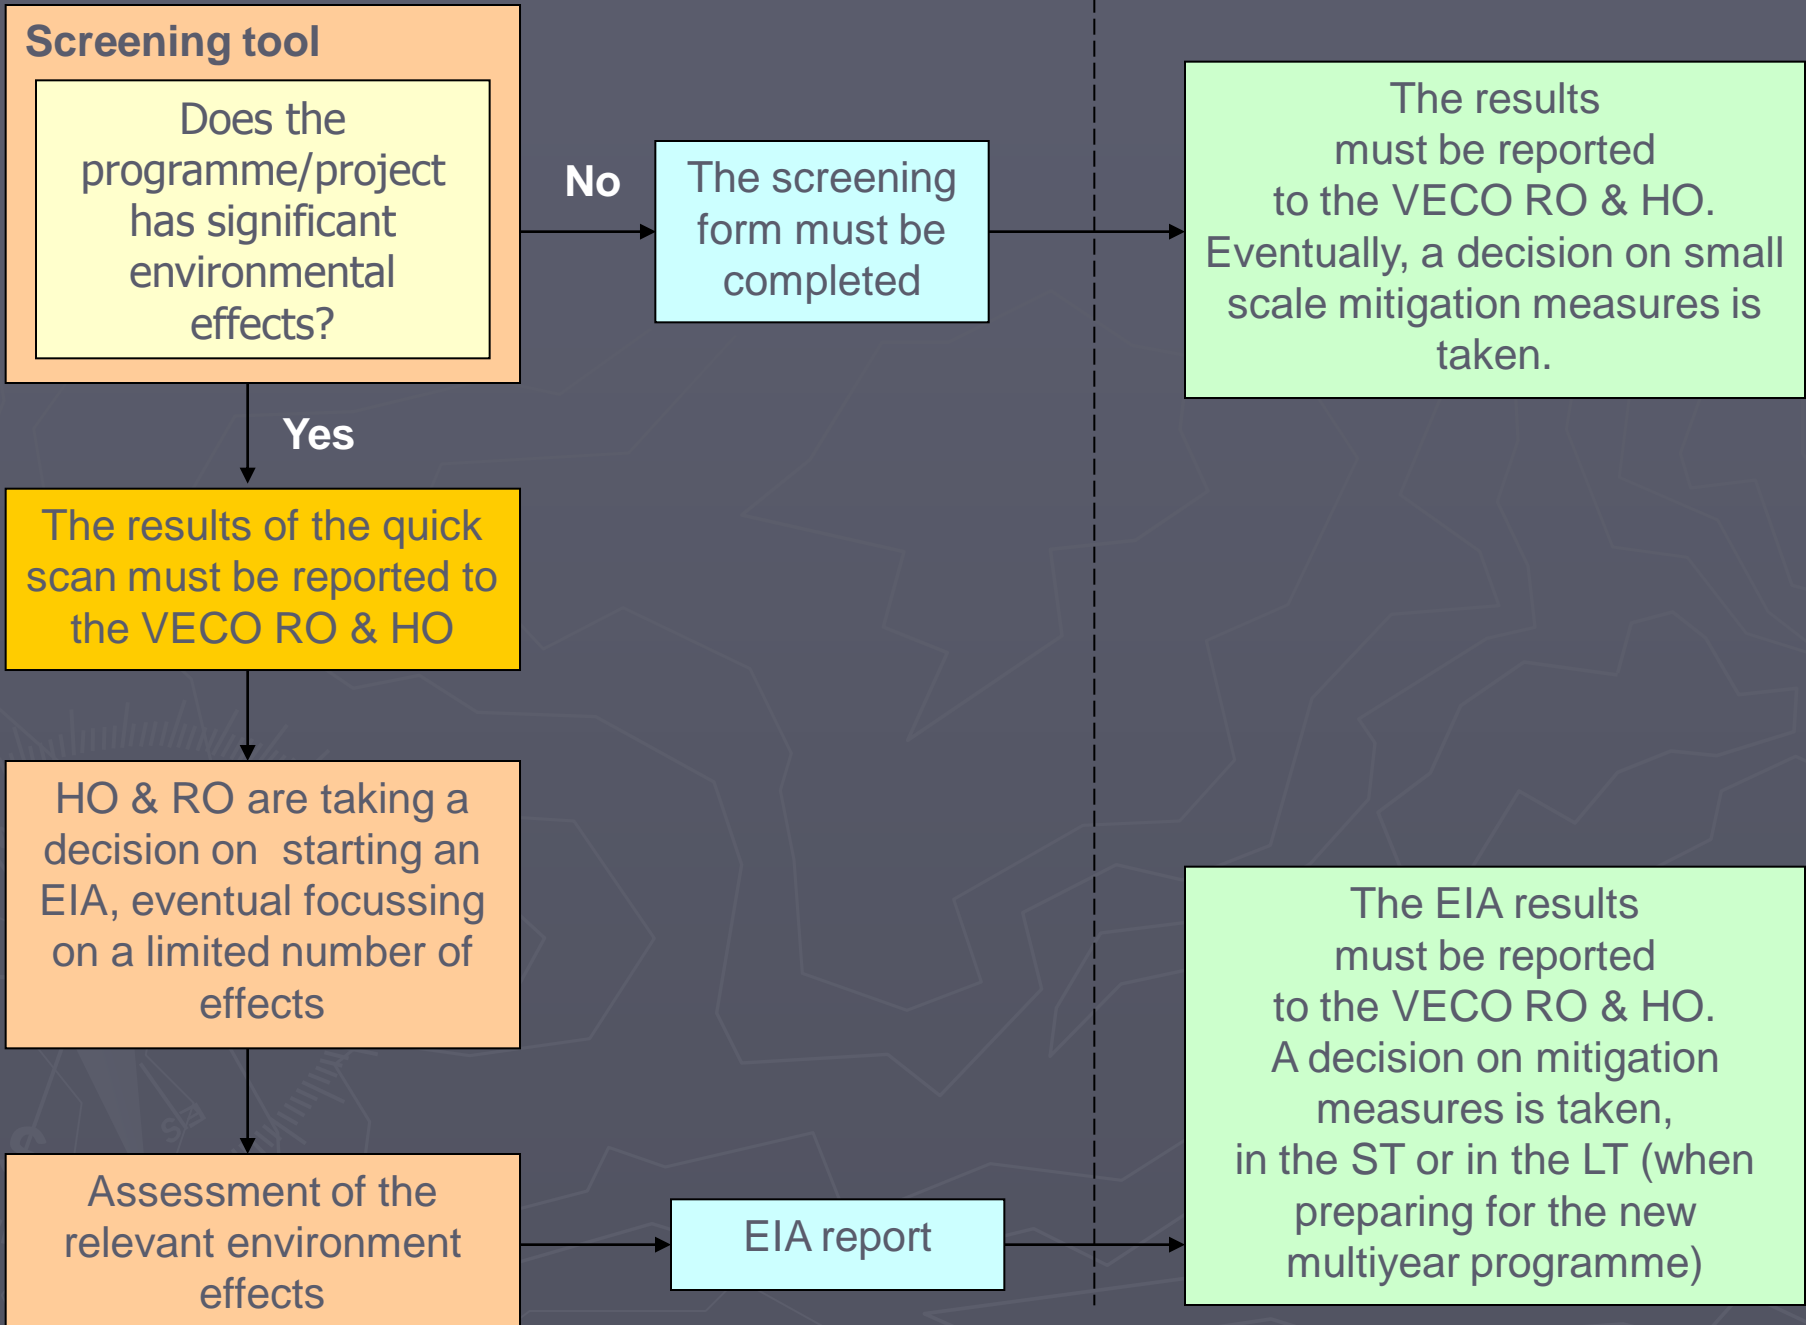 Screening tool
Does the
programme/project
has significant
environmental
effects?
No
The screening
form must be
completed
The results
must be reported
to the VECO RO & HO.
Eventually, a decision on small
scale mitigation measures is
taken.
Yes
The results of the quick
scan must be reported to
the VECO RO & HO
HO & RO are taking a
decision on starting an
EIA, eventual focussing
on a limited number of
effects
Assessment of the
relevant environment
effects
EIA report
The EIA results
must be reported
to the VECO RO & HO.
A decision on mitigation
measures is taken,
in the ST or in the LT (when
preparing for the new
multiyear programme)